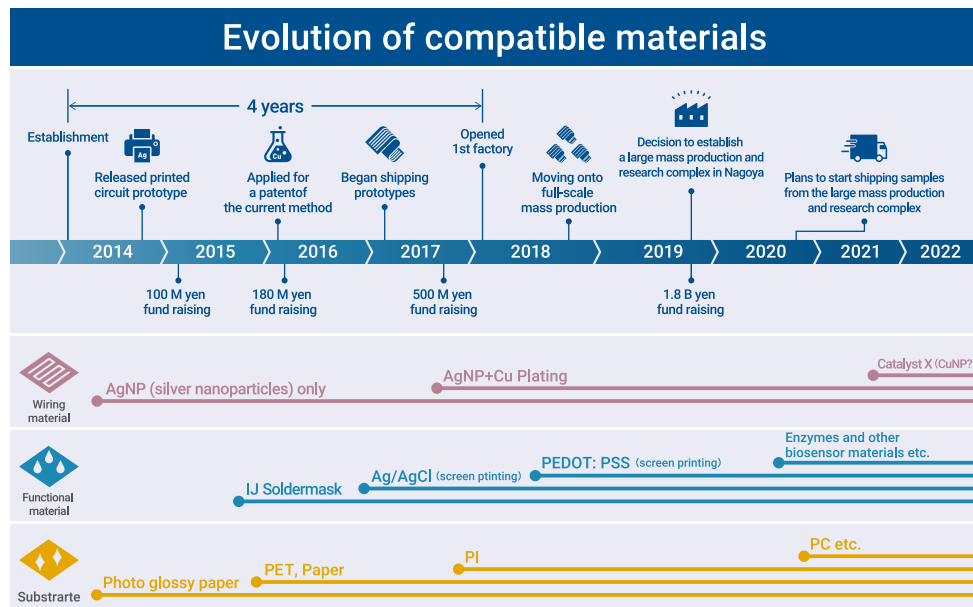 Evolution of compatible materials
4 years
Establishment
Ag
Released printed
circuit prototype
Cu
Applied for
a patentof
the current method
Began shipping
prototypes
Opened
1st factory
Moving onto
full-scale
mass production
Decision to establish
a large mass production and
research complex in Nagoya
Plans to start shipping samples
from the large mass production
and research complex
2014
2015
2016
2017
2018
2019
2020
2021
2022
100 M yen
fund raising
180 M yen
fund raising
500 M yen
fund raising
1.8 B yen
fund raising
Wiring
material
AgNP (silver nanoparticles) only
AgNP+Cu Plating
Catalyst X (CuNP?
Functional
material
IJ Soldermask
Ag/AgCl (screen ptinting)
PEDOT: PSS (screen printing)
Enzymes and other
biosensor materials etc.
Substrarte
Photo glossy paper
PET, Paper
PI
PC etc.